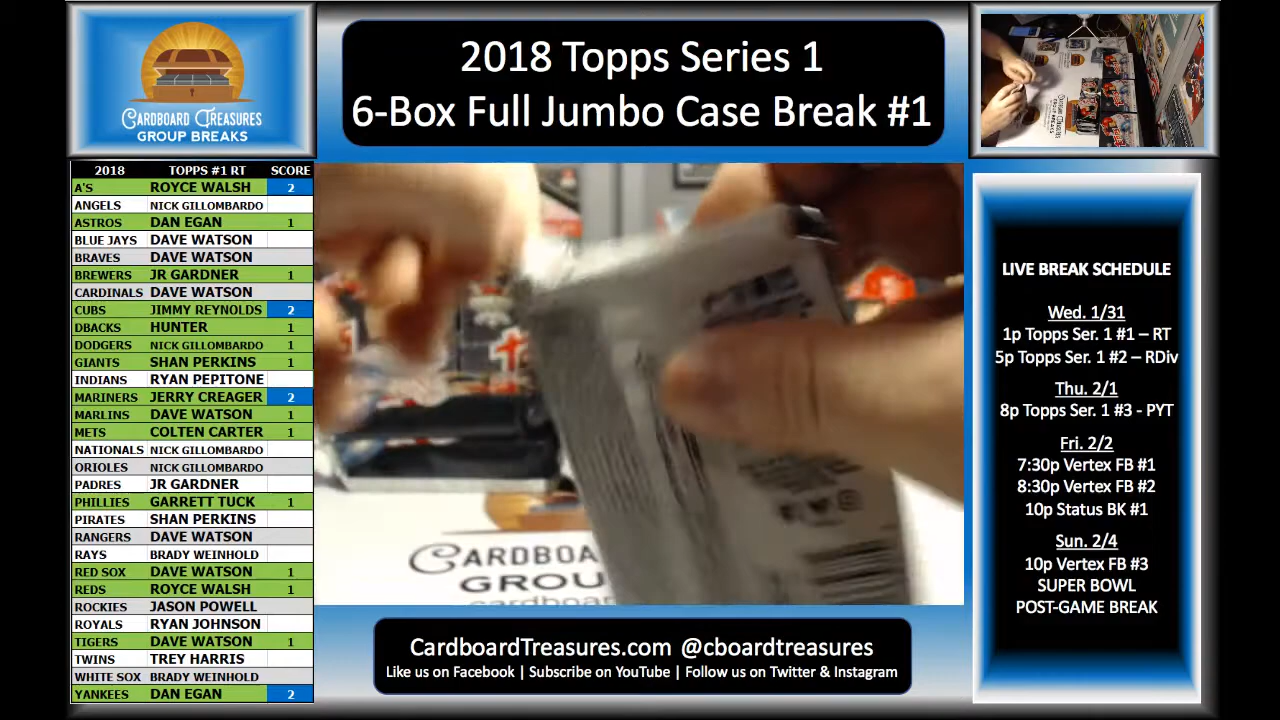 CARDBOARD TREASURES
GROUP BREAKS
2018 Topps Series 1
6-Box Full Jumbo Case Break #1
2018 TOPPS #1 RT SCORE
A'S ROYCE WALSH 2
ANGELS NICK GILLOMBARDO
ASTROS DAN EGAN 1
BLUE JAYS DAVE WATSON
BRAVES DAVE WATSON
BREWERS JR GARDNER 1
CARDINALS DAVE WATSON
CUBS JIMMY REYNOLDS 2
DBACKS HUNTER 1
DODGERS NICK GILLOMBARDO 1
GIANTS SHAN PERKINS 1
INDIANS RYAN PEPITONE
MARINERS JERRY CREAGER 2
MARLINS DAVE WATSON 1
METS COLTEN CARTER 1
NATIONALS NICK GILLOMBARDO
ORIOLES NICK GILLOMBARDO
PADRES JR GARDNER
PHILLIES GARRETT TUCK 1
PIRATES SHAN PERKINS
RANGERS DAVE WATSON
RAYS BRADY WEINHOLD
RED SOX DAVE WATSON 1
REDS ROYCE WALSH 1
ROCKIES JASON POWELL
ROYALS RYAN JOHNSON
TIGERS DAVE WATSON 1
TWINS TREY HARRIS
WHITE SOX BRADY WEINHOLD
YANKEES DAN EGAN 2
CARDBOA
GROU
cardboard
LIVE BREAK SCHEDULE
Wed. 1/31
1p Topps Ser. 1 #1 – RT
5p Topps Ser. 1 #2 – RDiv
Thu. 2/1
8p Topps Ser. 1 #3 - PYT
Fri. 2/2
7:30p Vertex FB #1
8:30p Vertex FB #2
10p Status BK #1
Sun. 2/4
10p Vertex FB #3
SUPER BOWL
POST-GAME BREAK
CardboardTreasures.com @cboardtreasures
Like us on Facebook | Subscribe on YouTube | Follow us on Twitter & Instagram